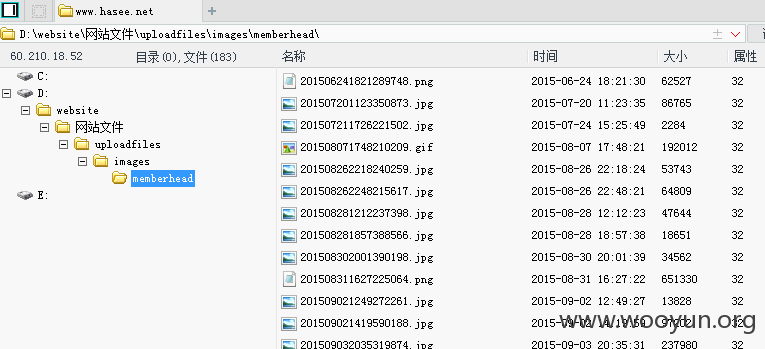 www.hasee.net
D:\website\网站文件\uploadfiles\images\memberhead\
60.210.18.52 目录(0),文件(183) 名称 时间 大小 属性
C:
D:
website
网站文件
uploadfiles
images
memberhead
E:
201506241821289748.png 2015-06-24 18:21:30 62527 32
201507201123350873.jpg 2015-07-20 11:23:35 86765 32
201507211726221502.jpg 2015-07-24 15:25:49 2284 32
201508071748210209.gif 2015-08-07 17:48:21 192012 32
201508262218240259.jpg 2015-08-26 22:18:24 53743 32
201508262248215617.jpg 2015-08-26 22:48:21 64809 32
201508281212237398.jpg 2015-08-28 12:12:23 47644 32
201508281857388566.jpg 2015-08-28 18:57:38 18651 32
201508302001390198.jpg 2015-08-30 20:01:39 34562 32
201508311627225064.png 2015-08-31 16:27:22 651330 32
201509021249272261.jpg 2015-09-02 12:49:27 13828 32
201509021419590188.jpg 2015-09-02 14:19:59 32
201509032035319874.jpg 2015-09-03 20:35:31 237980 32
www.wooyun.org